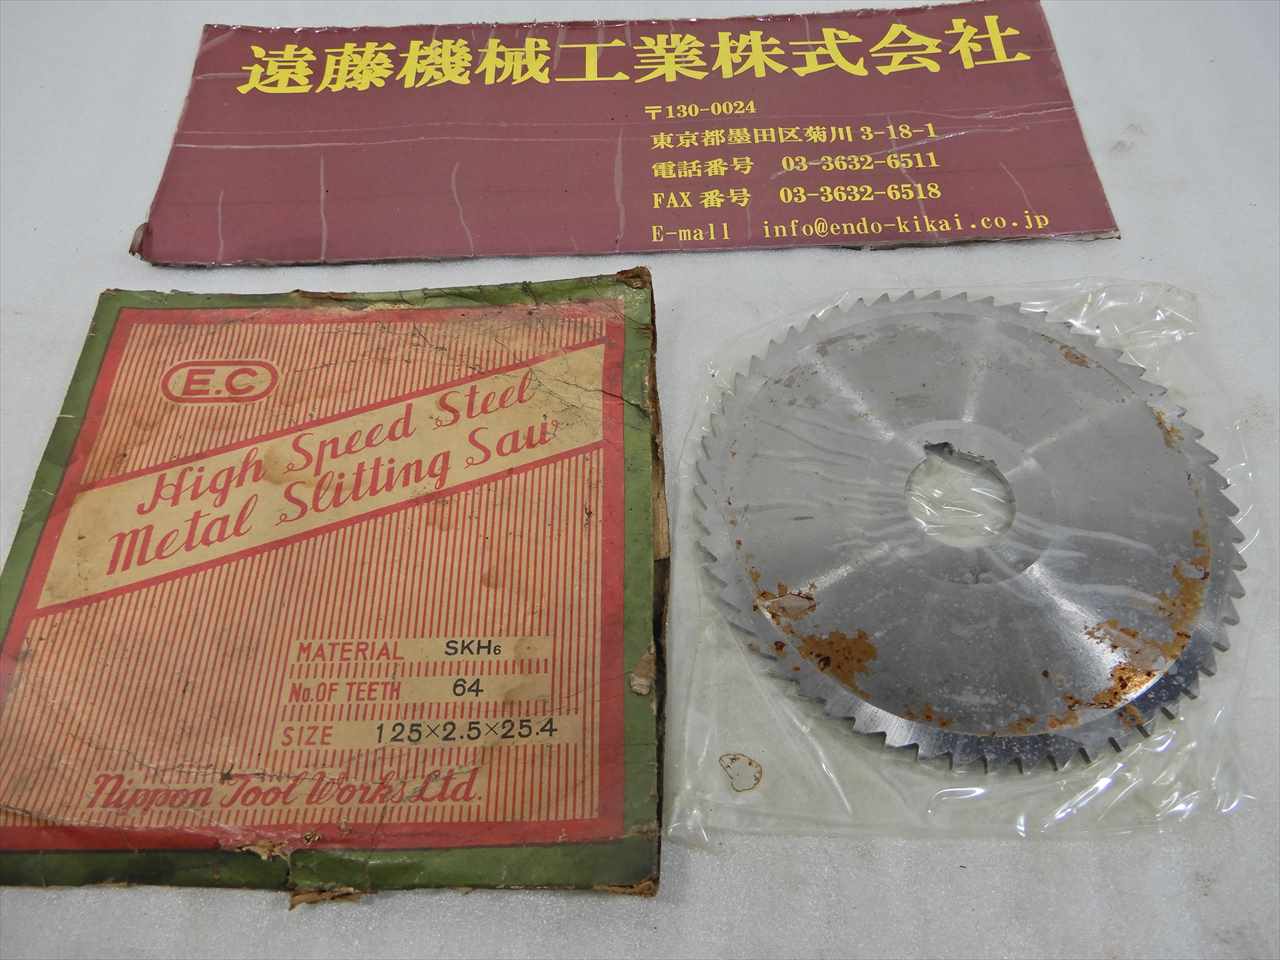 遠藤機械工業株式会社
〒130-0024
東京都墨田区菊川3-18-1
電話番号 03-3632-6511
FAX番号 03-3632-6518
E-mall info@endo-kikai.co.jp
E.C
High Speed Steel
Metal Slitting Saw
MATERIAL SKH6
No.OF TEETH 64
SIZE 125×2.5×25.4
Nippon Tool Works Ltd.